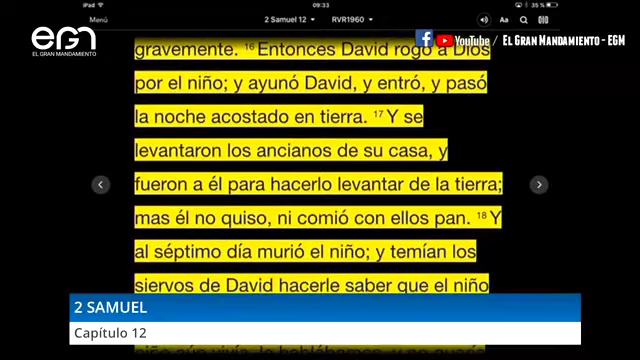 iPad
09:33
35 %
Menú
2 Samuel 12
RVR1960
Aa
EGM
EL GRAN MANDAMIENTO
YouTube / EL GRAN MANDAMIENTO - EGM
gravemente. 16 Entonces David rogó a Dios
por el niño; y ayunó David, y entró, y pasó
la noche acostado en tierra. 17 Y se
levantaron los ancianos de su casa, y
fueron a él para hacerlo levantar de la tierra;
mas él no quiso, ni comió con ellos pan. 18 Y
al séptimo día murió el niño; y temían los
siervos de David hacerle saber que el niño
2 SAMUEL
Capítulo 12